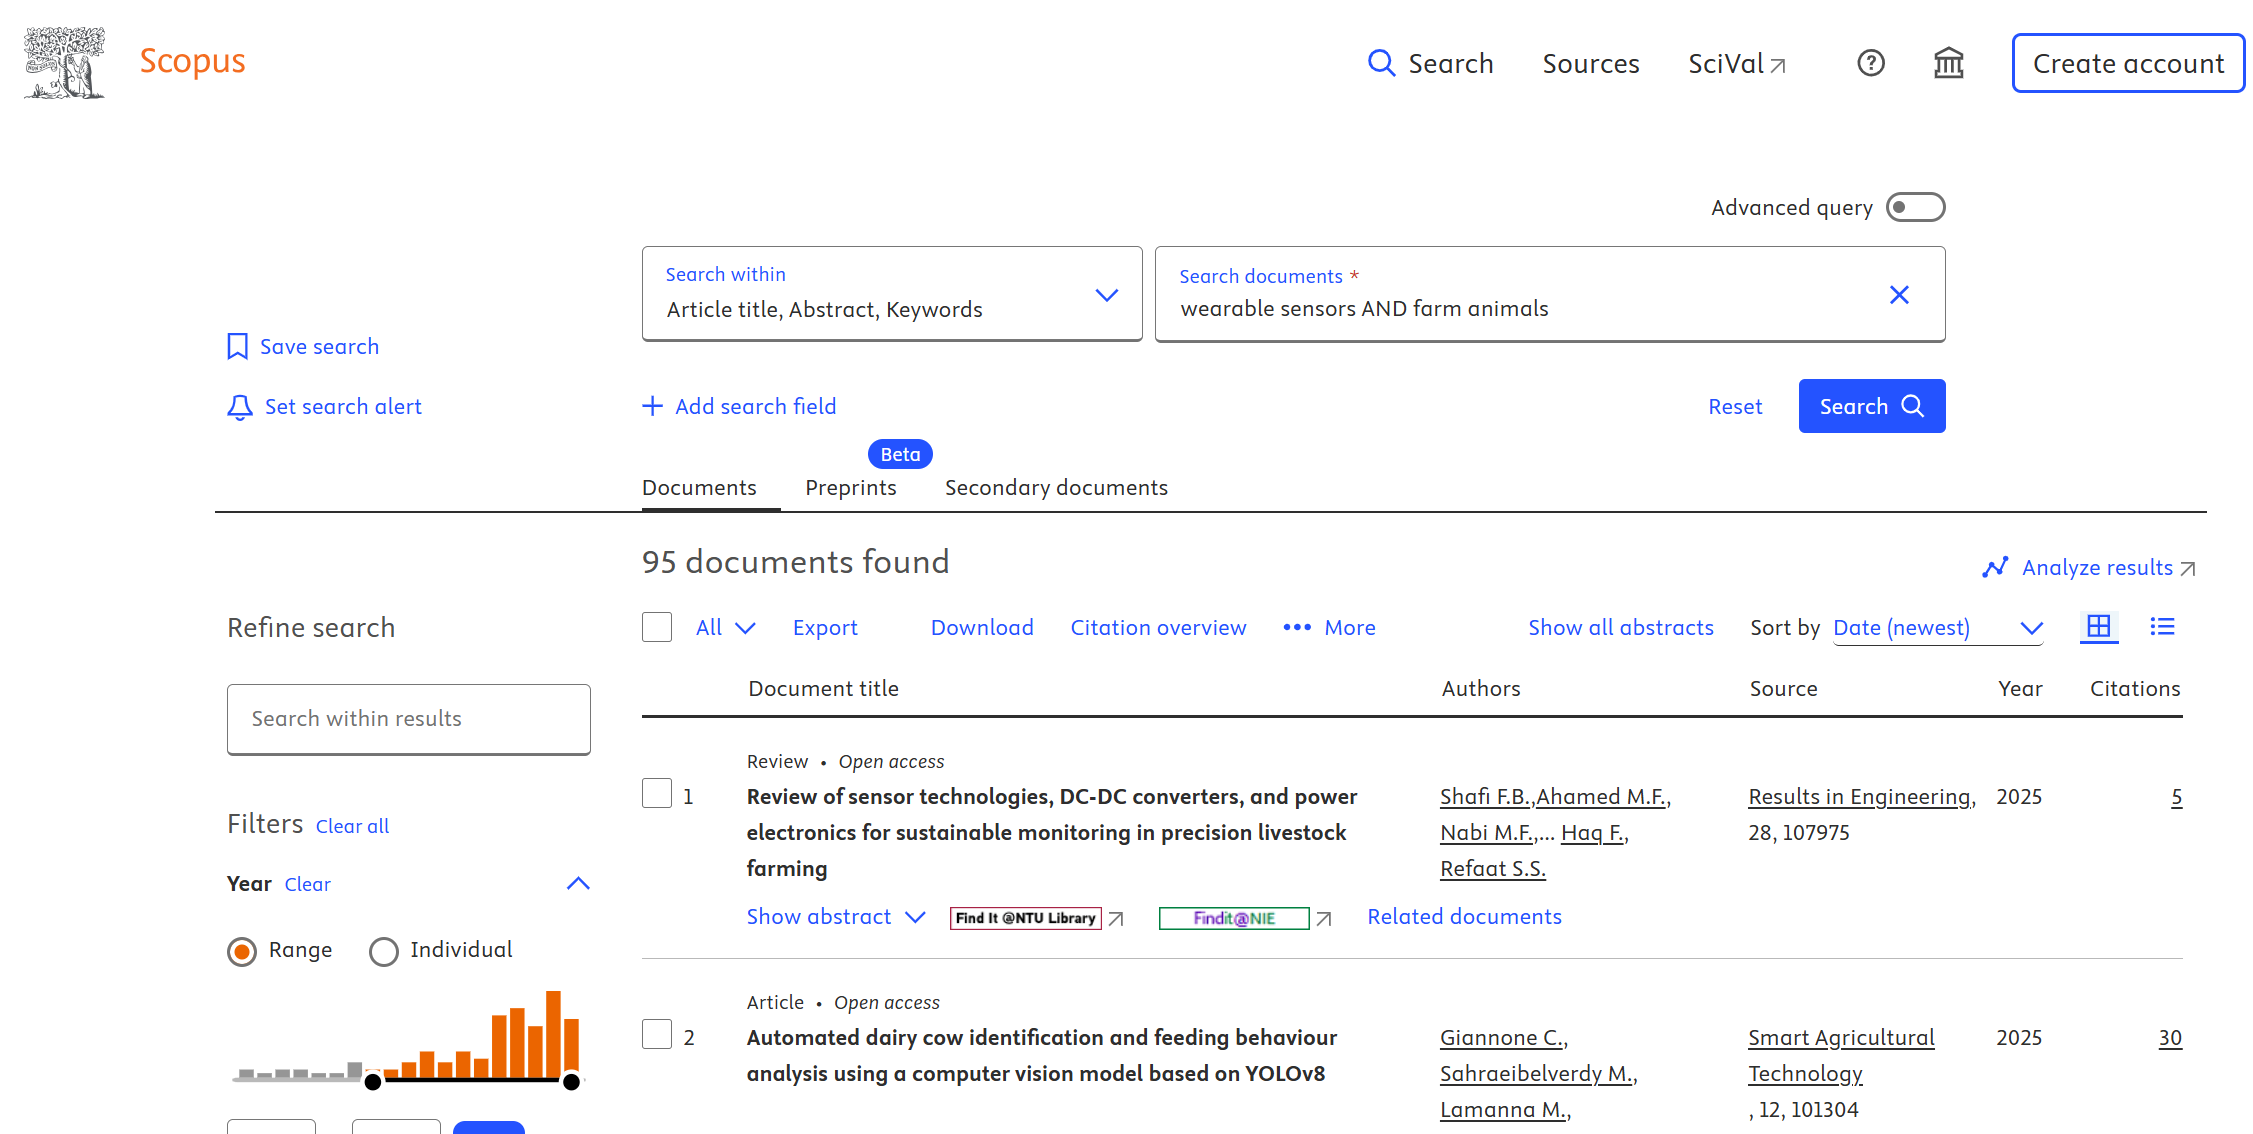 Scopus
Search
Sources
SciVal
Create account
Advanced query
Search within
Article title, Abstract, Keywords
Search documents *
wearable sensors AND farm animals
Save search
Set search alert
Add search field
Reset
Search
Beta
Documents
Preprints
Secondary documents
95 documents found
Analyze results
Refine search
All
Export
Download
Citation overview
More
Show all abstracts
Sort by
Date (newest)
Search within results
Document title
Authors
Source
Year
Citations
Filters Clear all
Year Clear
Range
Individual
Review • Open access
1
Review of sensor technologies, DC-DC converters, and power
electronics for sustainable monitoring in precision livestock
farming
Shafi F.B.,Ahamed M.F.,
Nabi M.F.,... Haq F.,
Refaat S.S.
Results in Engineering,
28, 107975
2025
5
Show abstract
Find It @NTU Library
Findit@NIE
Related documents
Article • Open access
2
Automated dairy cow identification and feeding behaviour
analysis using a computer vision model based on YOLOv8
Giannone C.,
Sahraeibelverdy M.,
Lamanna M.,
Smart Agricultural
Technology
, 12, 101304
2025
30